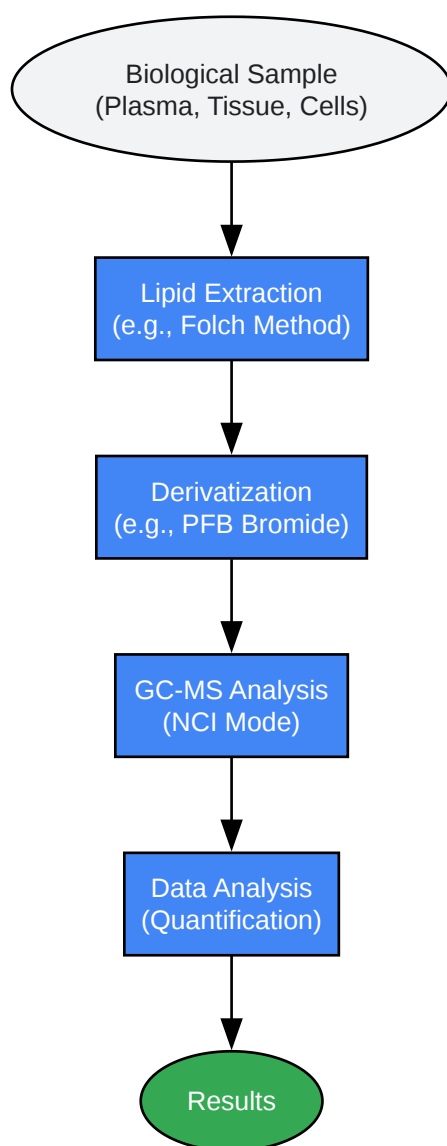 Biological Sample
(Plasma, Tissue, Cells)
Lipid Extraction
(e.g., Folch Method)
Derivatization
(e.g., PFB Bromide)
GC-MS Analysis
(NCI Mode)
Data Analysis
(Quantification)
Results